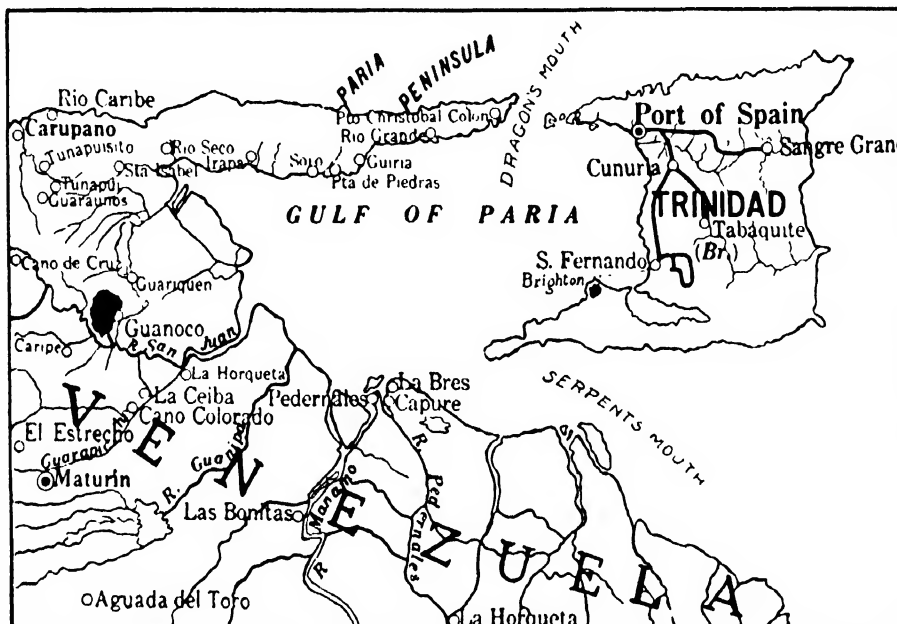 PARIA
PENINSULA
DRAGON'S MOUTH
Rio Caribe
Carupano
Tunapuisito
Rio Seco
Irapa
Sta Isabel
Tunapui
Guaraunos
Soro
Guiria
Pta de Piedras
Pto Christobal Colon
Rio Grande
Bocas
Port of Spain
Sangre Gran
Cunuria
TRINIDAD
(Br.)
Tabaquite
GULF OF PARIA
S. Fernando
Brighton
Cano de Cruz
Guariquen
Guanoco
R. San Juan
Caripe
La Horqueta
La Ceiba
Cano Colorado
El Estrecho
Maturin
R. Guanipa
Pedernales
La Bres
Capure
SERPENTS MOUTH
Las Bonitas
R. Manamo
R. Pedernales
VENEZUELA
Aguada del Toro
La Horqueta